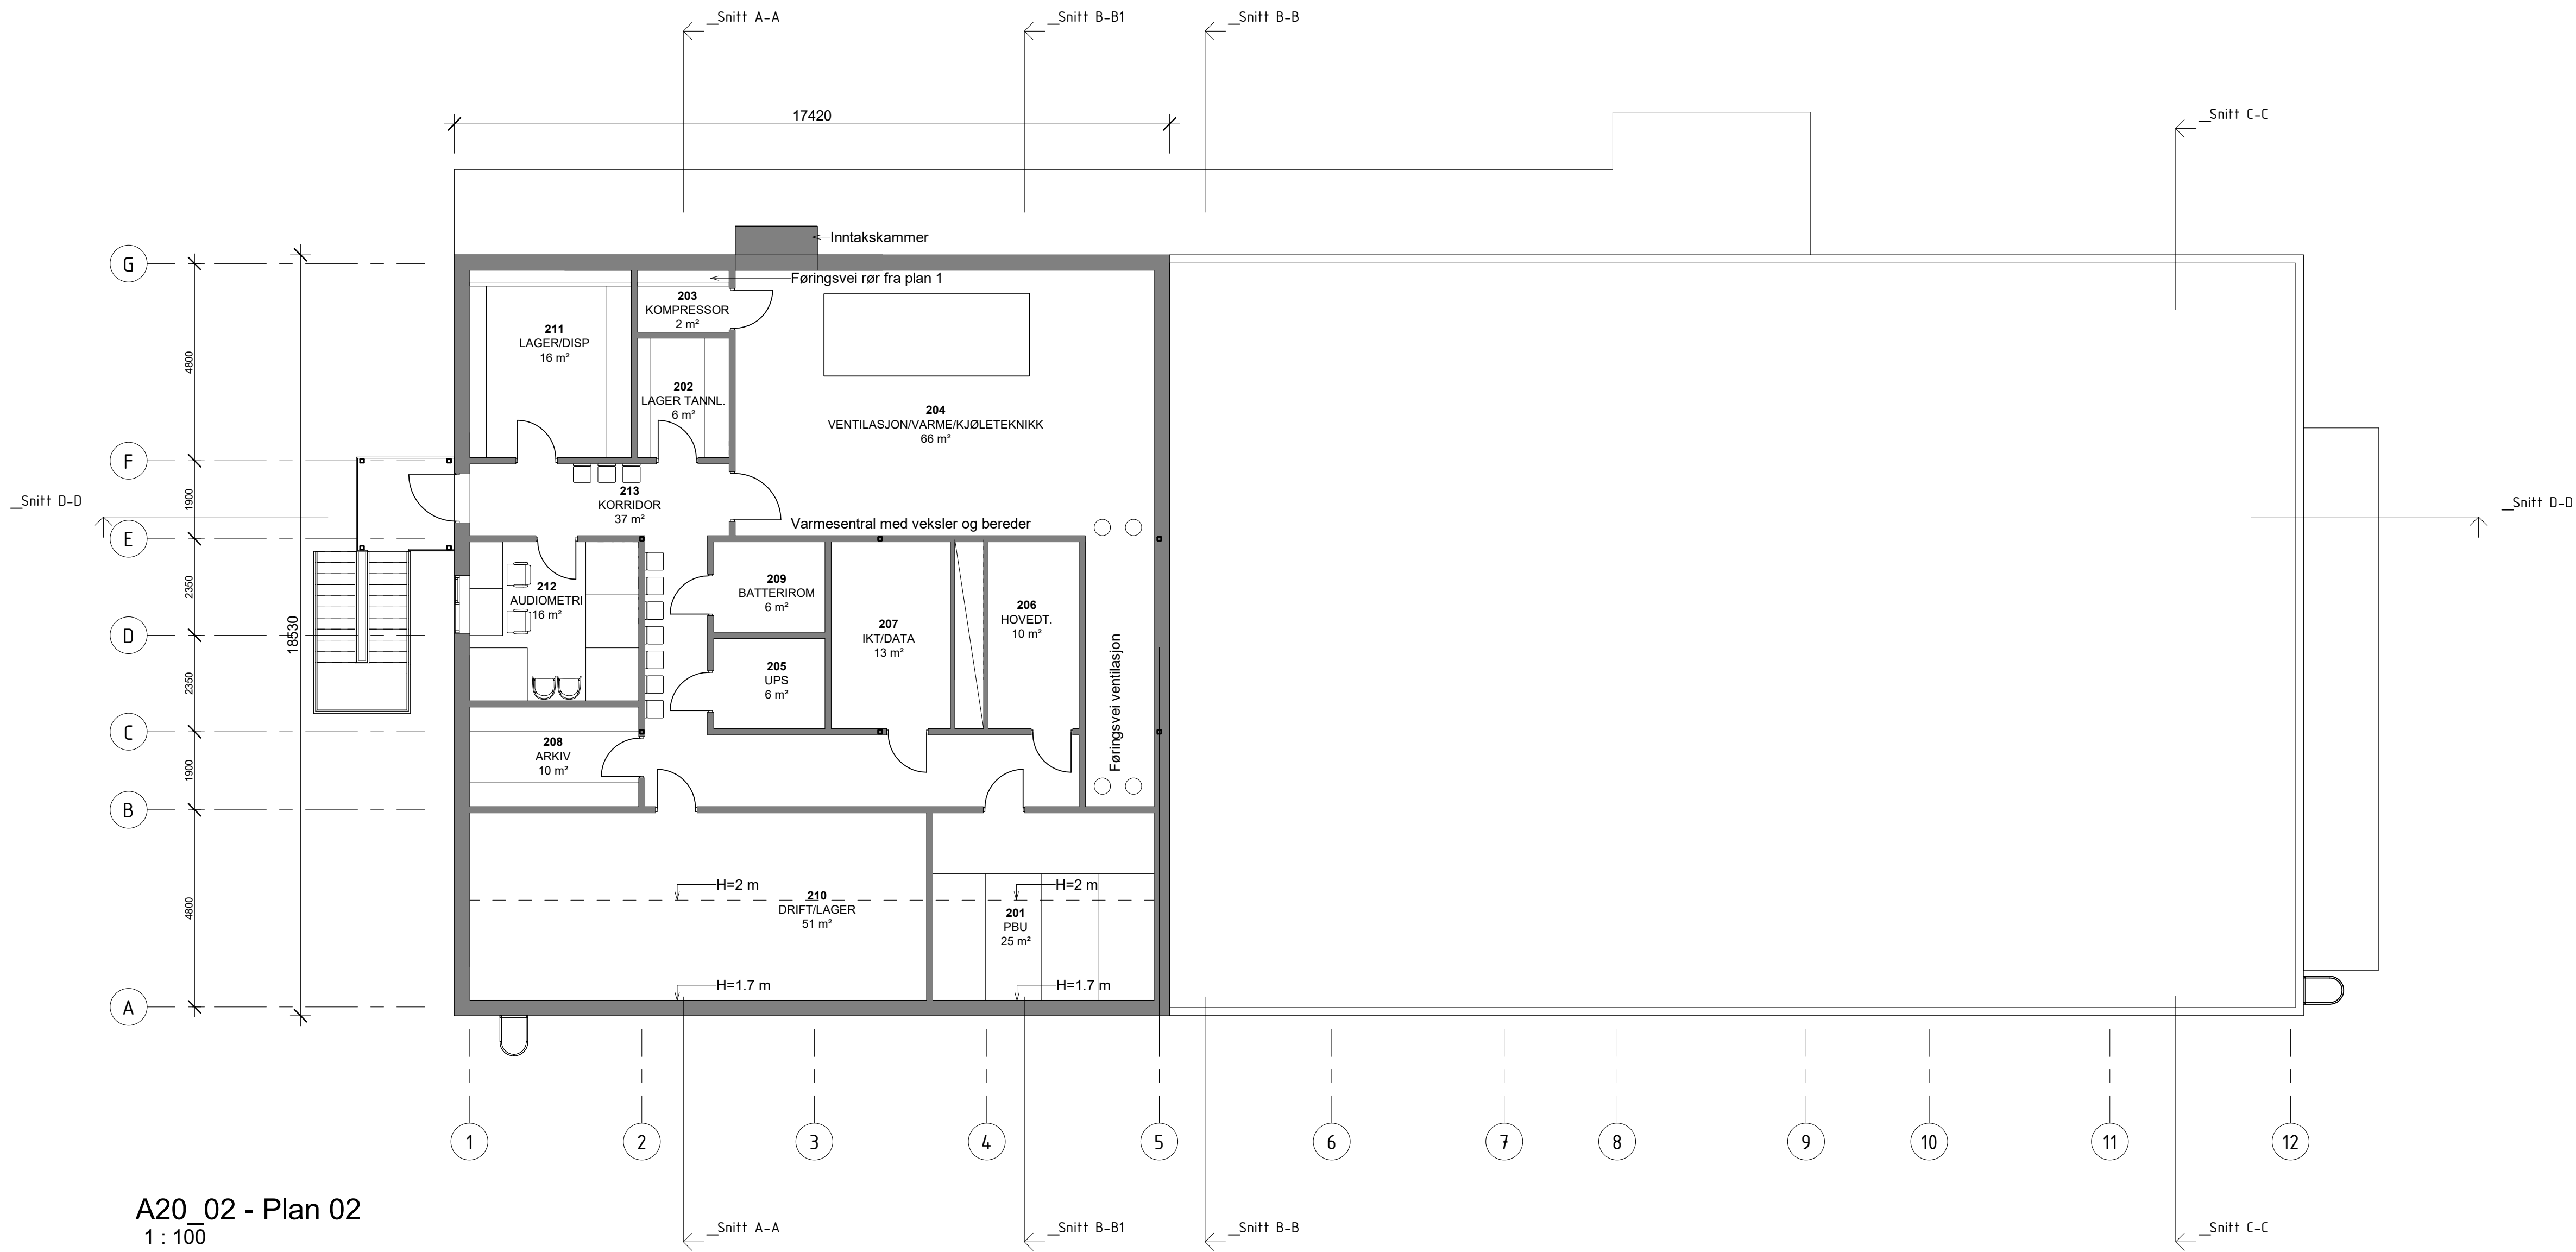 _Snitt A-A
_Snitt B-B1
_Snitt B-B
17420
_Snitt C-C
Inntakskammer
G
Føringsvei rør fra plan 1
203
KOMPRESSOR
2 m²
211
LAGER/DISP
16 m²
4800
202
LAGER TANNL.
6 m²
204
VENTILASJON/VARME/KJØLETEKNIKK
66 m²
F
_Snitt D-D
1900
213
KORRIDOR
37 m²
_Snitt D-D
Varmesentral med veksler og bereder
E
2350
212
AUDIOMETRI
16 m²
209
BATTERIROM
6 m²
206
HOVEDT.
10 m²
207
IKT/DATA
13 m²
D
18530
Føringsvei ventilasjon
205
UPS
6 m²
2350
C
208
ARKIV
10 m²
1900
B
H=2 m
H=2 m
210
DRIFT/LAGER
51 m²
4800
201
PBU
25 m²
H=1.7 m
H=1.7 m
A
1
2
3
4
5
6
7
8
9
10
11
12
A20_02 - Plan 02
1 : 100
_Snitt A-A
_Snitt B-B1
_Snitt B-B
_Snitt C-C